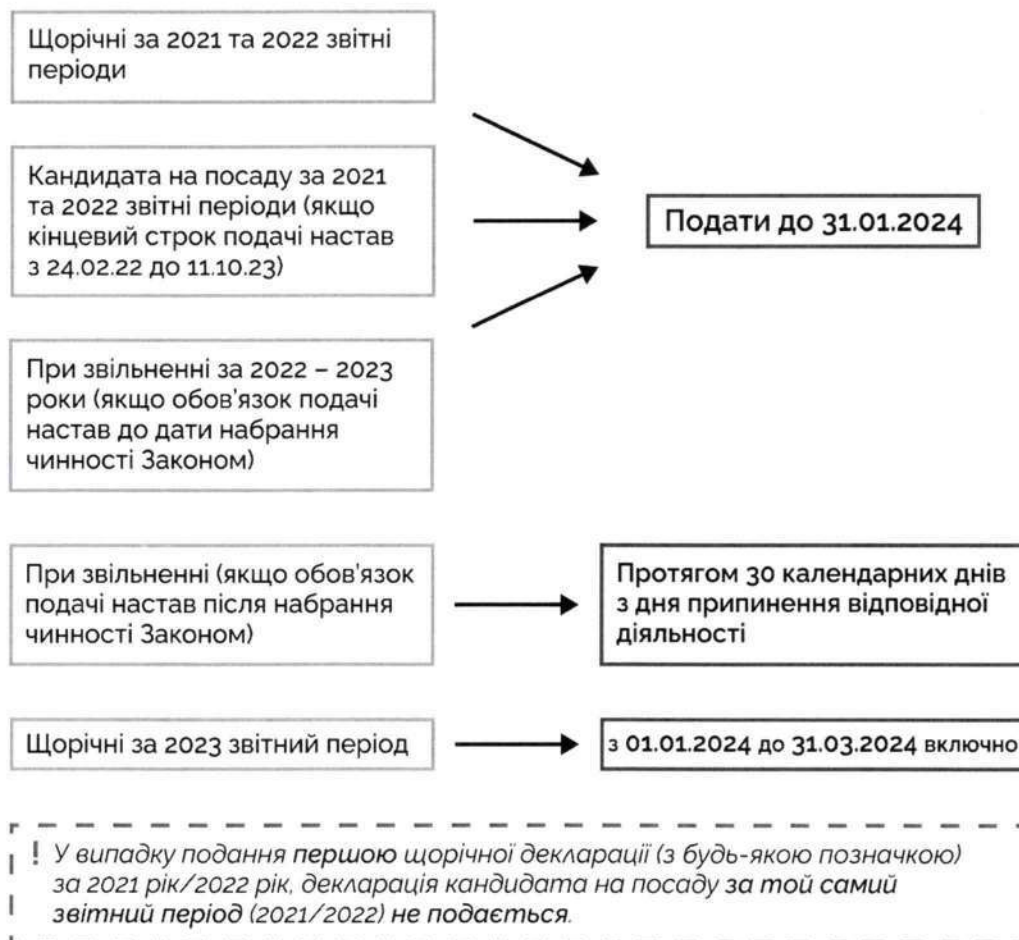 Щорічні за 2021 та 2022 звітні
періоди
Кандидата на посаду за 2021
та 2022 звітні періоди (якщо
кінцевий строк подачі настав
з 24.02.22 до 11.10.23)
Подати до 31.01.2024
При звільненні за 2022 – 2023
роки (якщо обов'язок подачі
настав до дати набрання
чинності Законом)
При звільненні (якщо обов'язок
подачі настав після набрання
чинності Законом)
Протягом 30 календарних днів
з дня припинення відповідної
діяльності
Щорічні за 2023 звітний період
з 01.01.2024 до 31.03.2024 включно
! У випадку подання першою щорічної декларації (з будь-якою позначкою)
за 2021 рік/2022 рік, декларація кандидата на посаду за той самий
звітний період (2021/2022) не подається.